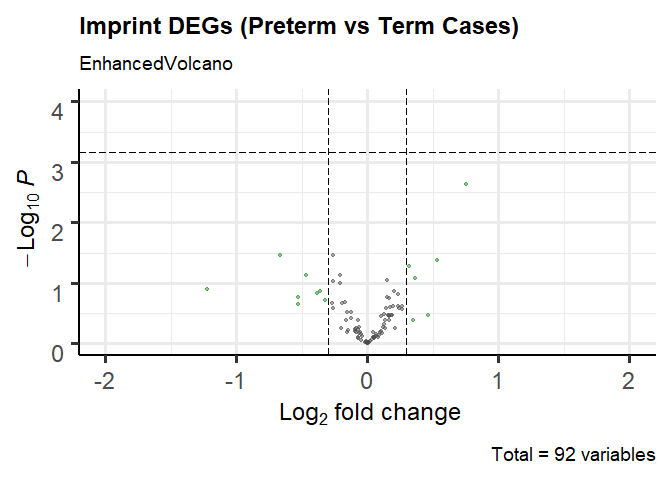 Imprint DEGs (Preterm vs Term Cases)
EnhancedVolcano
4
3
2
1
0
−Log10 P
-2 -1 0 1 2
Log2 fold change
Total = 92 variables